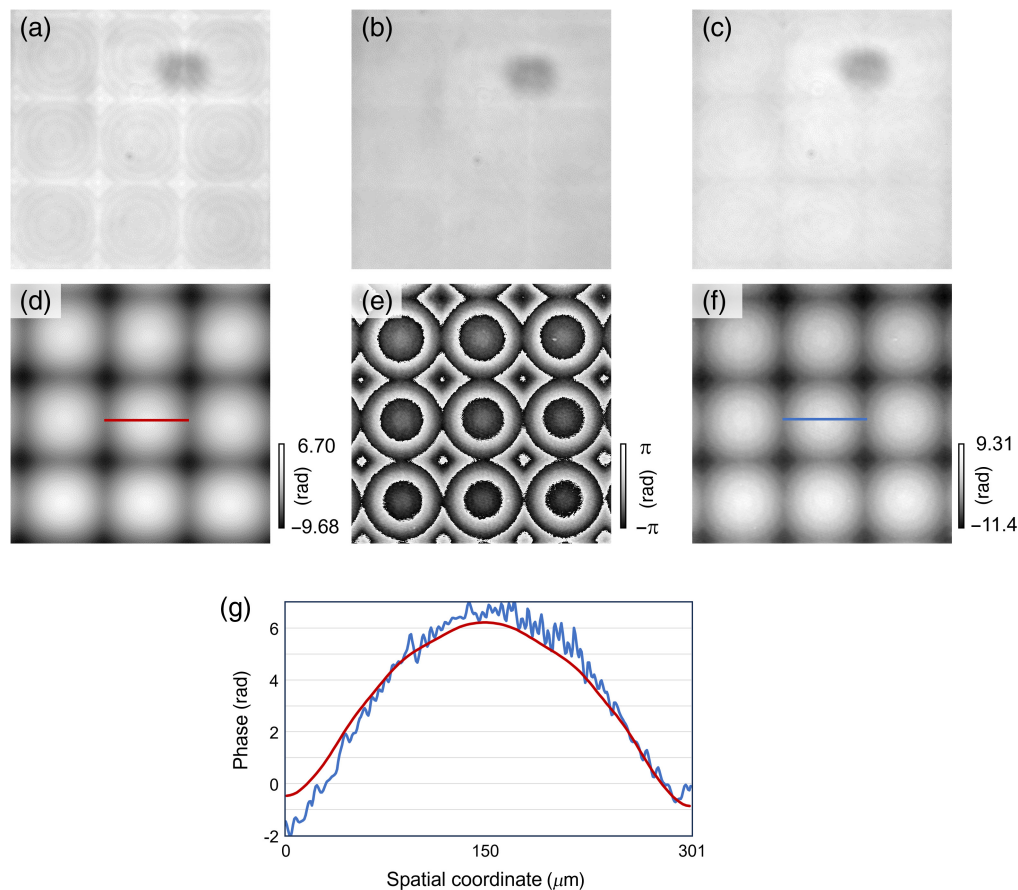 (a)
(b)
(c)
(d)
6.70
(rad)
−9.68
(e)
π
(rad)
−π
(f)
9.31
(rad)
−11.4
(g)
Phase (rad)
6
4
2
0
-2
0
150
301
Spatial coordinate (μm)